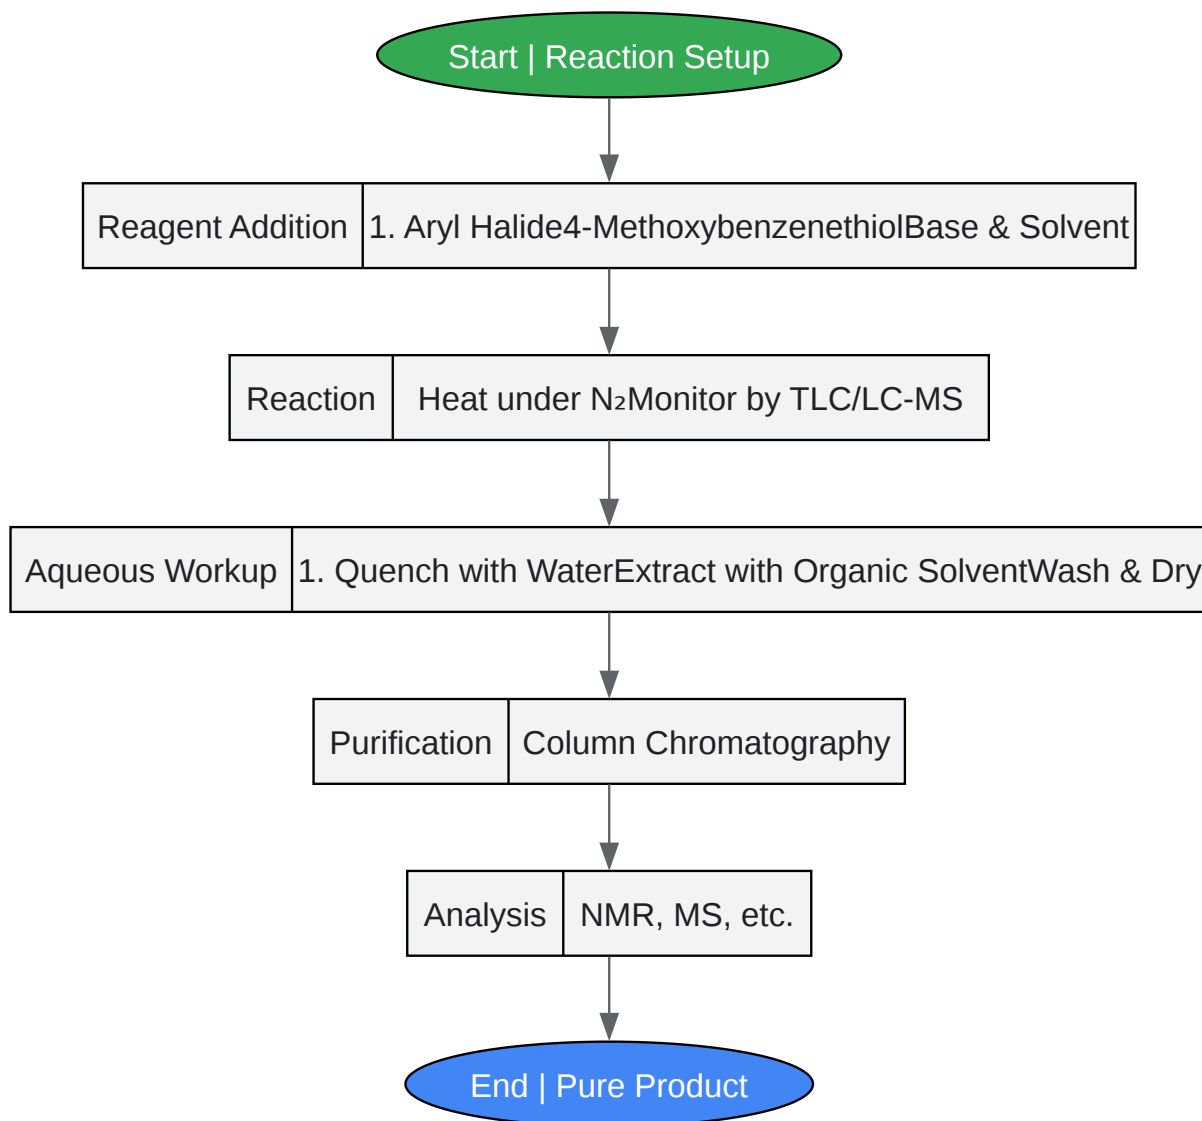 Start | Reaction Setup
Reagent Addition
1. Aryl Halide4-MethoxybenzenethiolBase & Solvent
Reaction
Heat under N₂Monitor by TLC/LC-MS
Aqueous Workup
1. Quench with WaterExtract with Organic SolventWash & Dry
Purification
Column Chromatography
Analysis
NMR, MS, etc.
End | Pure Product